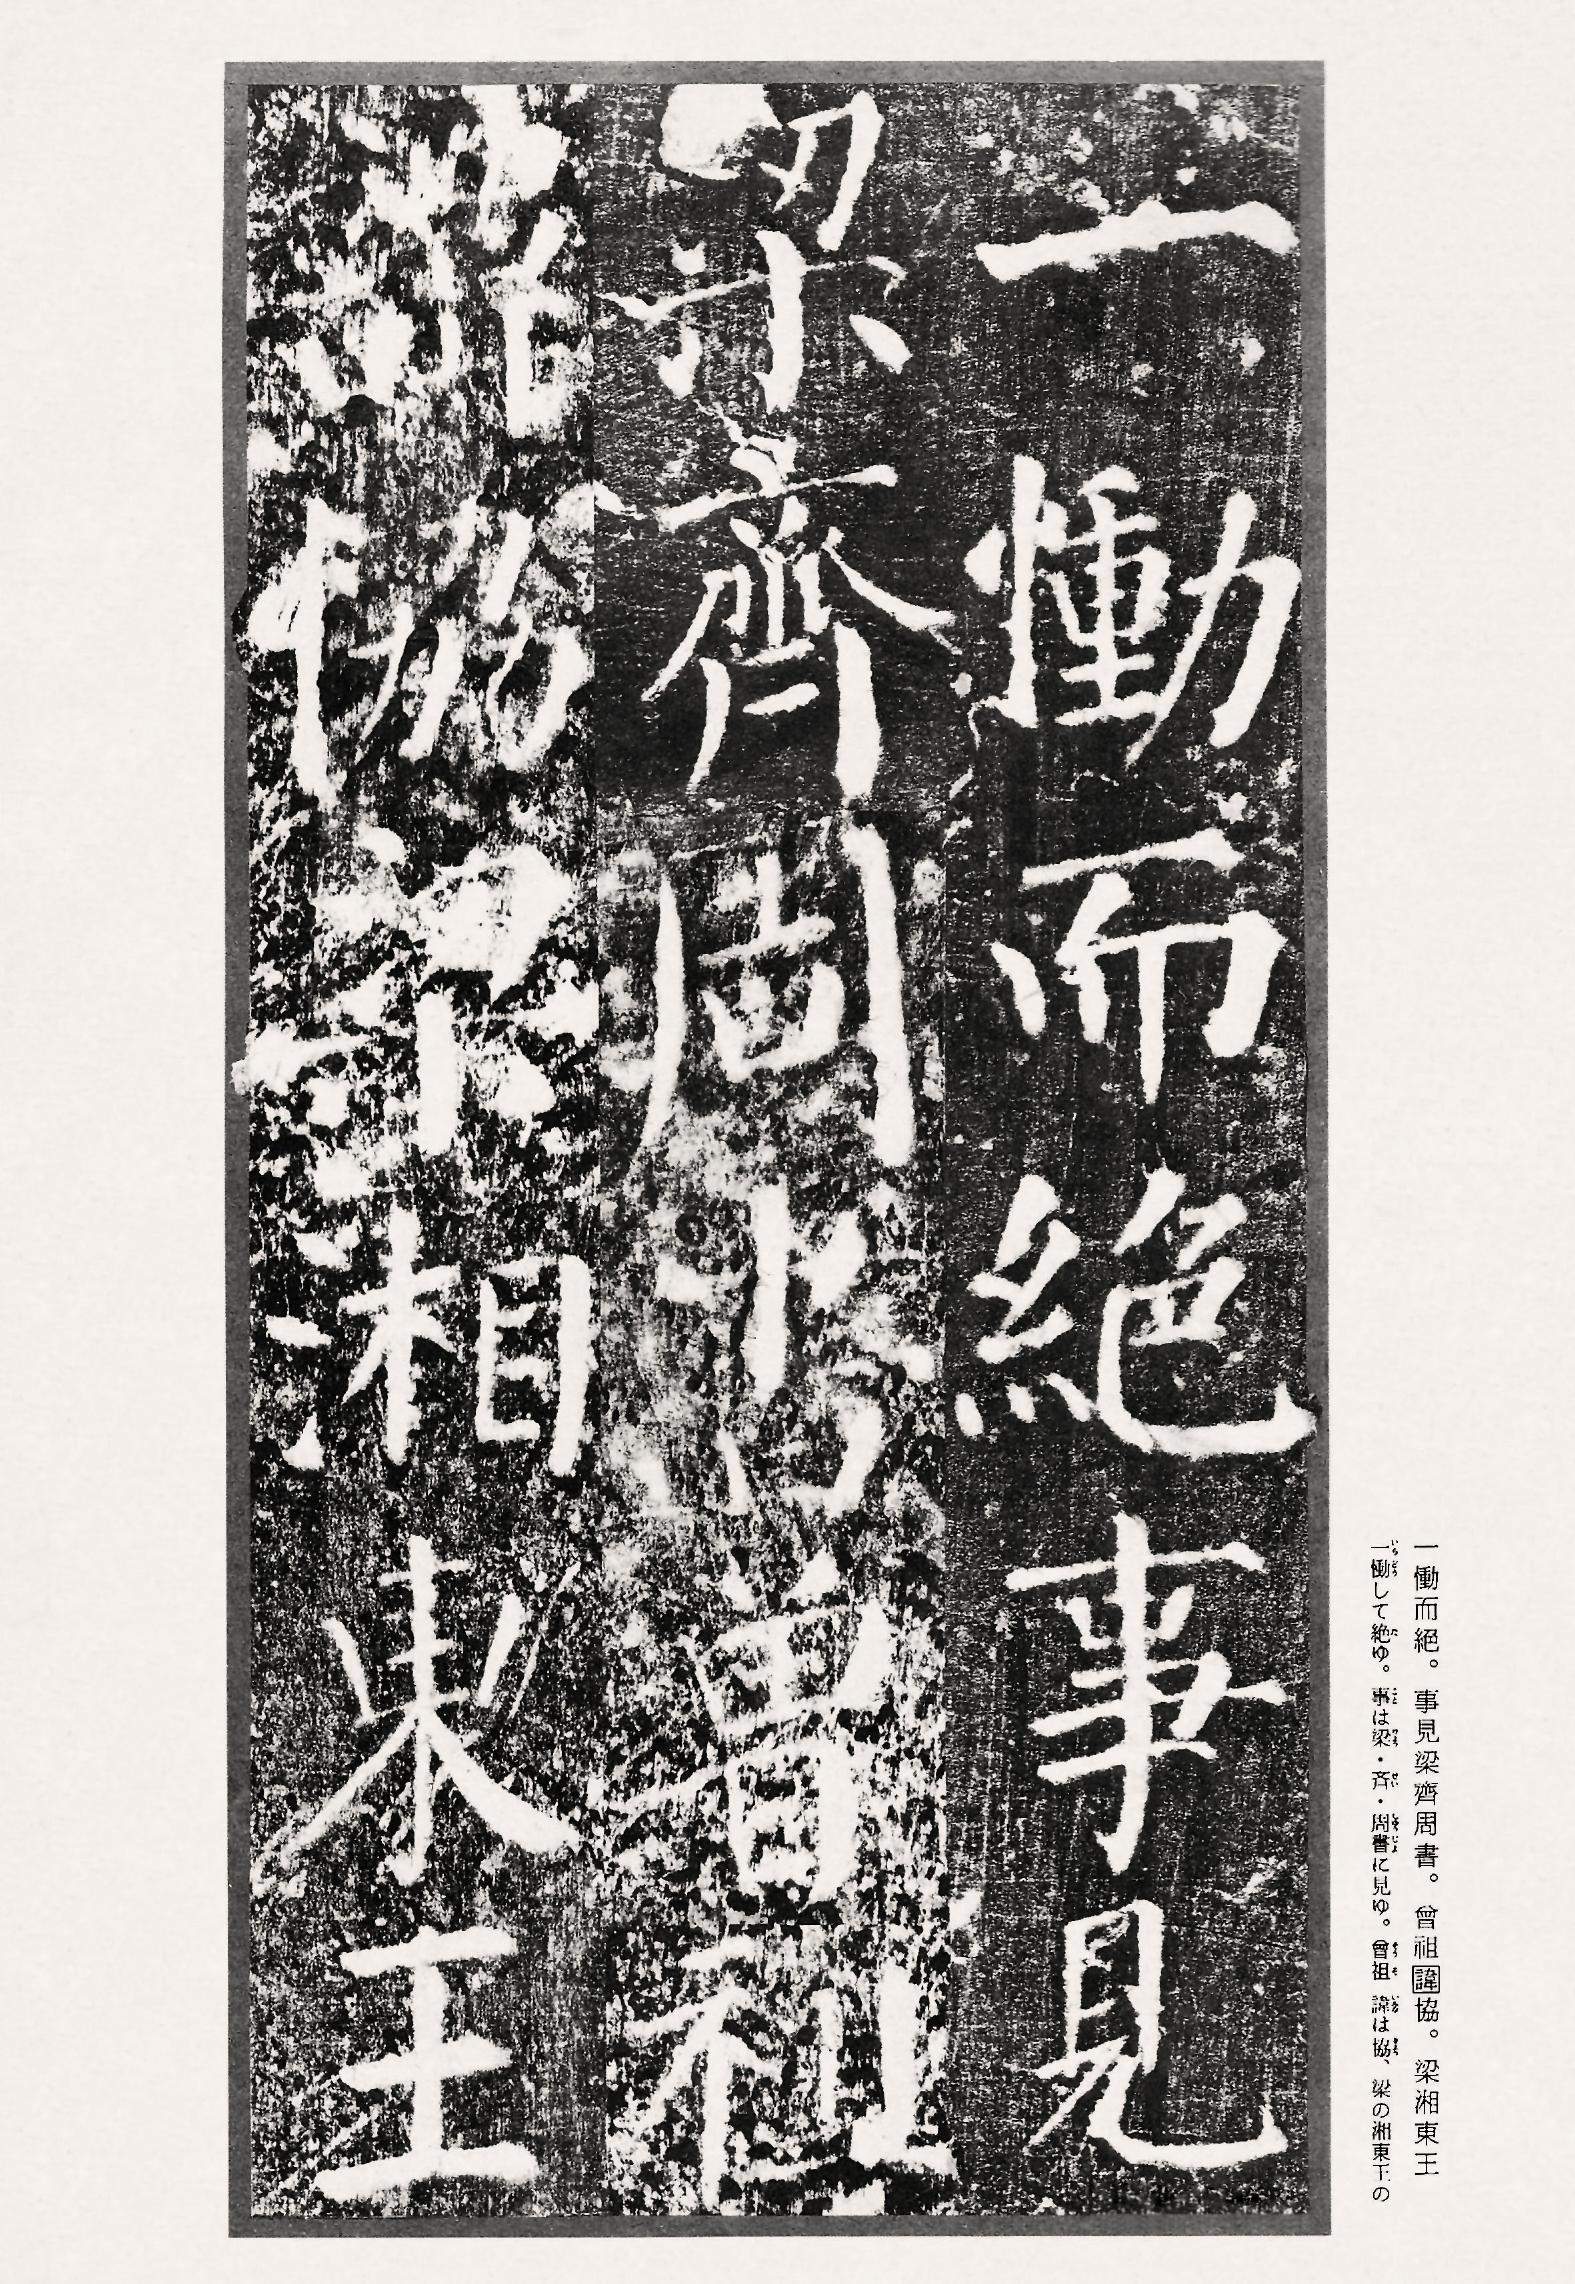 一慟而絕。事見梁齊周書。曾祖諱協。梁湘東王
一慟して絶ゆ。事は梁・斉・周書に見ゆ。曾祖 諱は協、梁の湘東王の
一慟而絕事見
梁齊周書曾祖
協梁湘東王